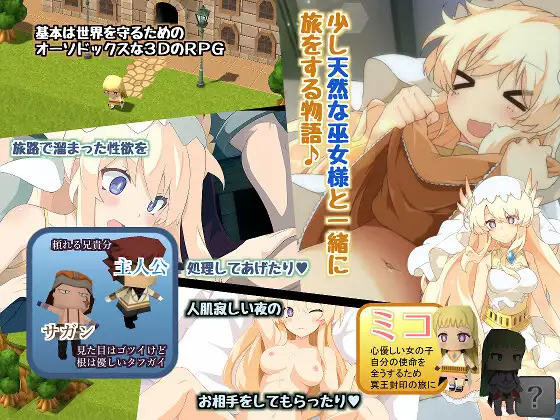 基本は世界を守るための
オーソドックスな3DのRPG
少し天然な巫女様と一緒に
旅をする物語♪
旅路で溜まった性欲を
処理してあげたり♥
頼れる兄貴分
主人公
サガン
見た目はゴツイけど
根は優しいタフガイ
人肌寂しい夜の
お相手をしてもらったり♥
ミコ
心優しい女の子
自分の使命を
全うするため
冥王封印の旅に
?